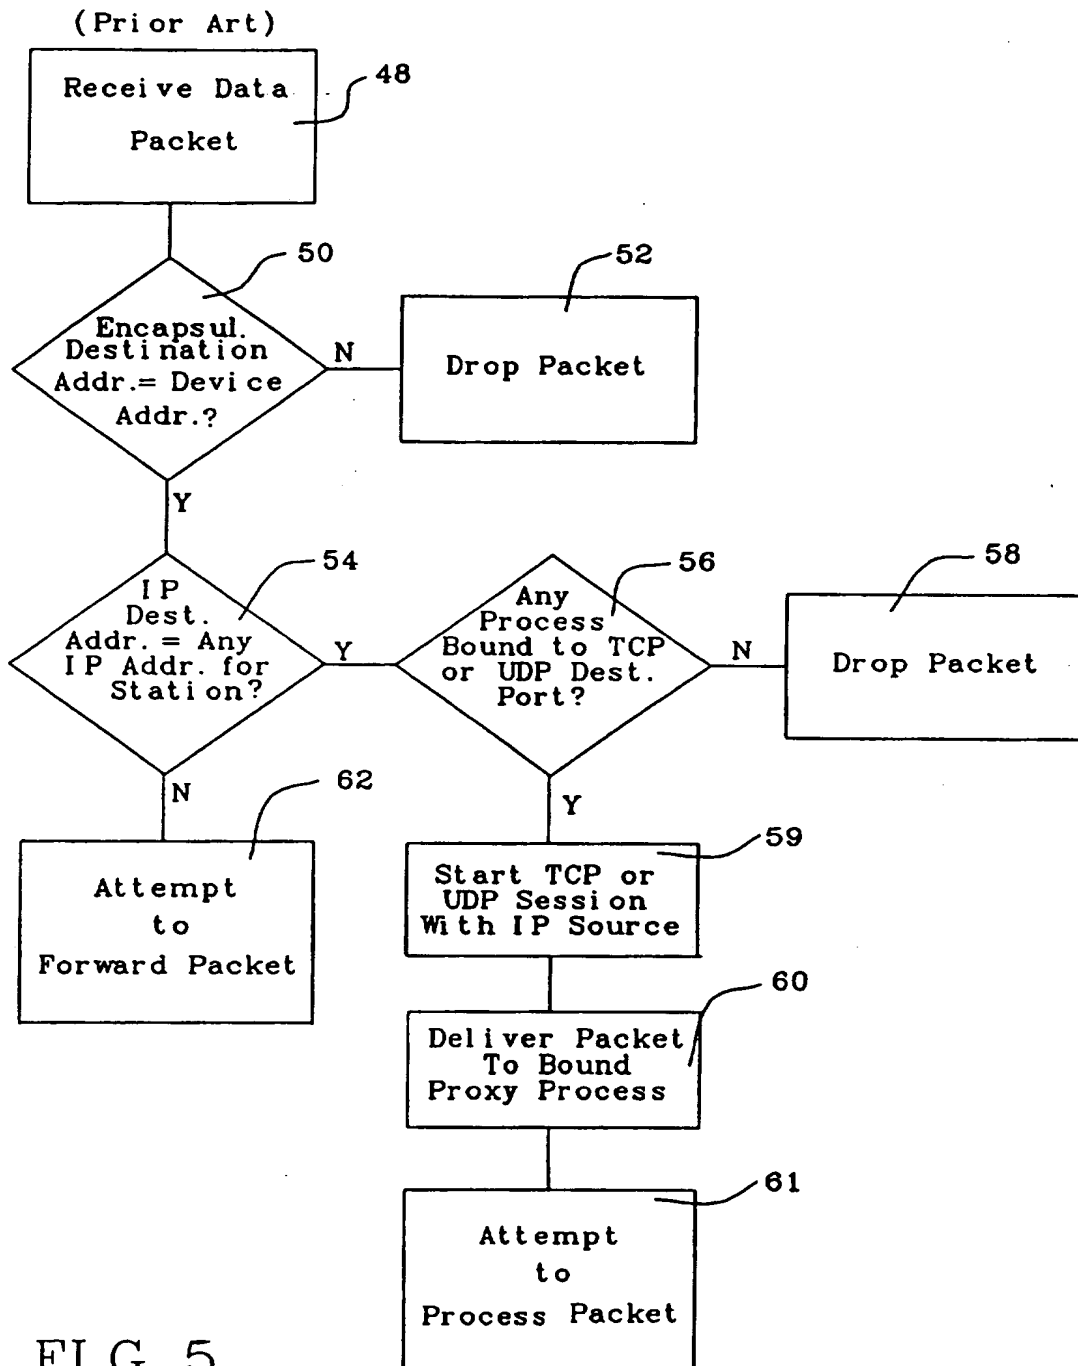 (Prior Art)
Receive Data
Packet
48
50
Encapsul.
Destination
Addr.= Device
Addr.?
N
52
Drop Packet
Y
54
IP
Dest.
Addr. = Any
IP Addr. for
Station?
Y
56
Any
Process
Bound to TCP
or UDP Dest.
Port?
N
58
Drop Packet
N
62
Attempt
to
Forward Packet
Y
59
Start TCP or
UDP Session
With IP Source
60
Deliver Packet
To Bound
Proxy Process
61
Attempt
to
Process Packet
FIG. 5